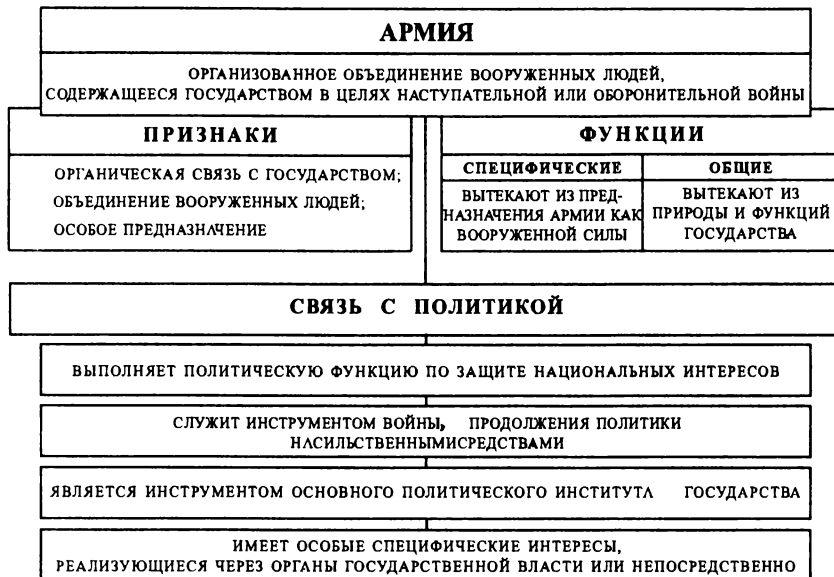 АРМИЯ
ОРГАНИЗОВАННОЕ ОБЪЕДИНЕНИЕ ВООРУЖЕННЫХ ЛЮДЕЙ,
СОДЕРЖАЩЕЕСЯ ГОСУДАРСТВОМ В ЦЕЛЯХ НАСТУПАТЕЛЬНОЙ ИЛИ ОБОРОНИТЕЛЬНОЙ ВОЙНЫ
ПРИЗНАКИ
ОРГАНИЧЕСКАЯ СВЯЗЬ С ГОСУДАРСТВОМ;
ОБЪЕДИНЕНИЕ ВООРУЖЕННЫХ ЛЮДЕЙ;
ОСОБОЕ ПРЕДНАЗНАЧЕНИЕ
ФУНКЦИИ
СПЕЦИФИЧЕСКИЕ
ВЫТЕКАЮТ ИЗ ПРЕД-
НАЗНАЧЕНИЯ АРМИИ КАК
ВООРУЖЕННОЙ СИЛЫ
ОБЩИЕ
ВЫТЕКАЮТ ИЗ
ПРИРОДЫ И ФУНКЦИЙ
ГОСУДАРСТВА
СВЯЗЬ С ПОЛИТИКОЙ
ВЫПОЛНЯЕТ ПОЛИТИЧЕСКУЮ ФУНКЦИЮ ПО ЗАЩИТЕ НАЦИОНАЛЬНЫХ ИНТЕРЕСОВ
СЛУЖИТ ИНСТРУМЕНТОМ ВОЙНЫ, ПРОДОЛЖЕНИЯ ПОЛИТИКИ
НАСИЛЬСТВЕННЫМИСРЕДСТВАМИ
ЯВЛЯЕТСЯ ИНСТРУМЕНТОМ ОСНОВНОГО ПОЛИТИЧЕСКОГО ИНСТИТУТА ГОСУДАРСТВА
ИМЕЕТ ОСОБЫЕ СПЕЦИФИЧЕСКИЕ ИНТЕРЕСЫ,
РЕАЛИЗУЮЩИЕСЯ ЧЕРЕЗ ОРГАНЫ ГОСУДАРСТВЕННОЙ ВЛАСТИ ИЛИ НЕПОСРЕДСТВЕННО